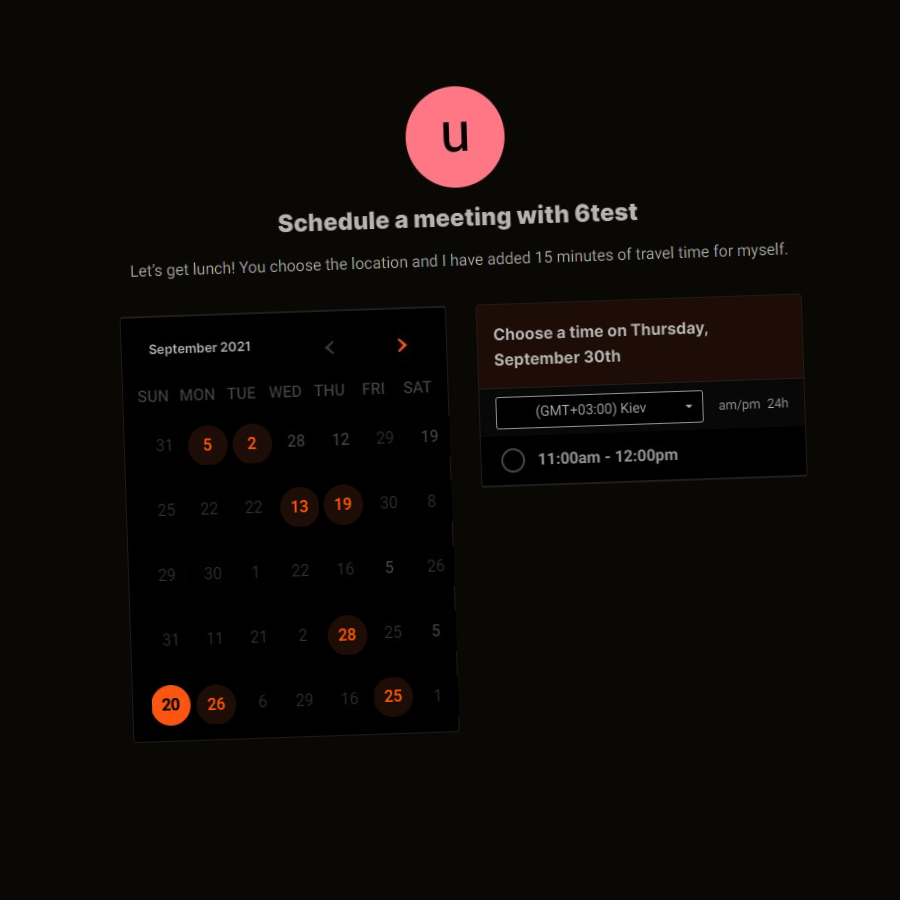 u
Schedule a meeting with 6test
Let's get lunch! You choose the location and I have added 15 minutes of travel time for myself.
September 2021
SUN MON TUE WED THU FRI SAT
31 5 2 28 12 29 19
25 22 22 13 19 30 8
29 30 1 22 16 5 26
31 11 21 2 28 25 5
20 26 6 29 16 25 1
Choose a time on Thursday,
September 30th
(GMT+03:00) Kiev am/pm 24h
11:00am - 12:00pm